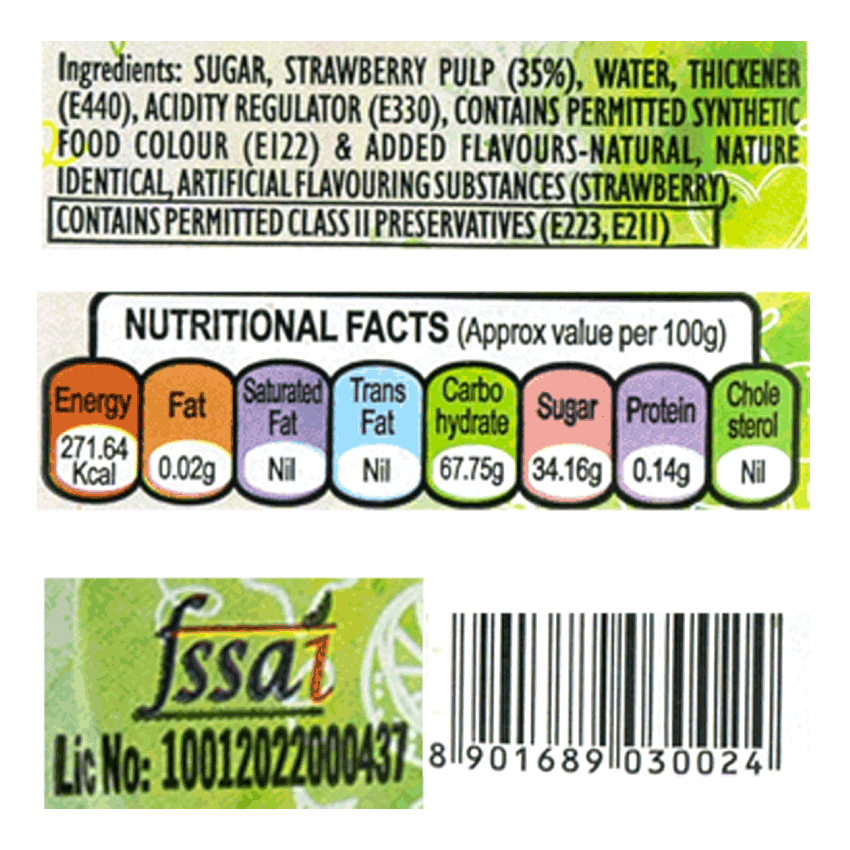 Ingredients: SUGAR, STRAWBERRY PULP (35%), WATER, THICKENER
(E440), ACIDITY REGULATOR (E330), CONTAINS PERMITTED SYNTHETIC
FOOD COLOUR (E122) & ADDED FLAVOURS-NATURAL, NATURE
IDENTICAL, ARTIFICIAL FLAVOURING SUBSTANCES (STRAWBERRY).
CONTAINS PERMITTED CLASS II PRESERVATIVES (E223, E211)
NUTRITIONAL FACTS (Approx value per 100g)
Energy 271.64 Kcal
Fat 0.02g
Saturated Fat Nil
Trans Fat Nil
Carbo hydrate 67.75g
Sugar 34.16g
Protein 0.14g
Chole sterol Nil
fssai
Lic No: 10012022000437
8 901689 030024